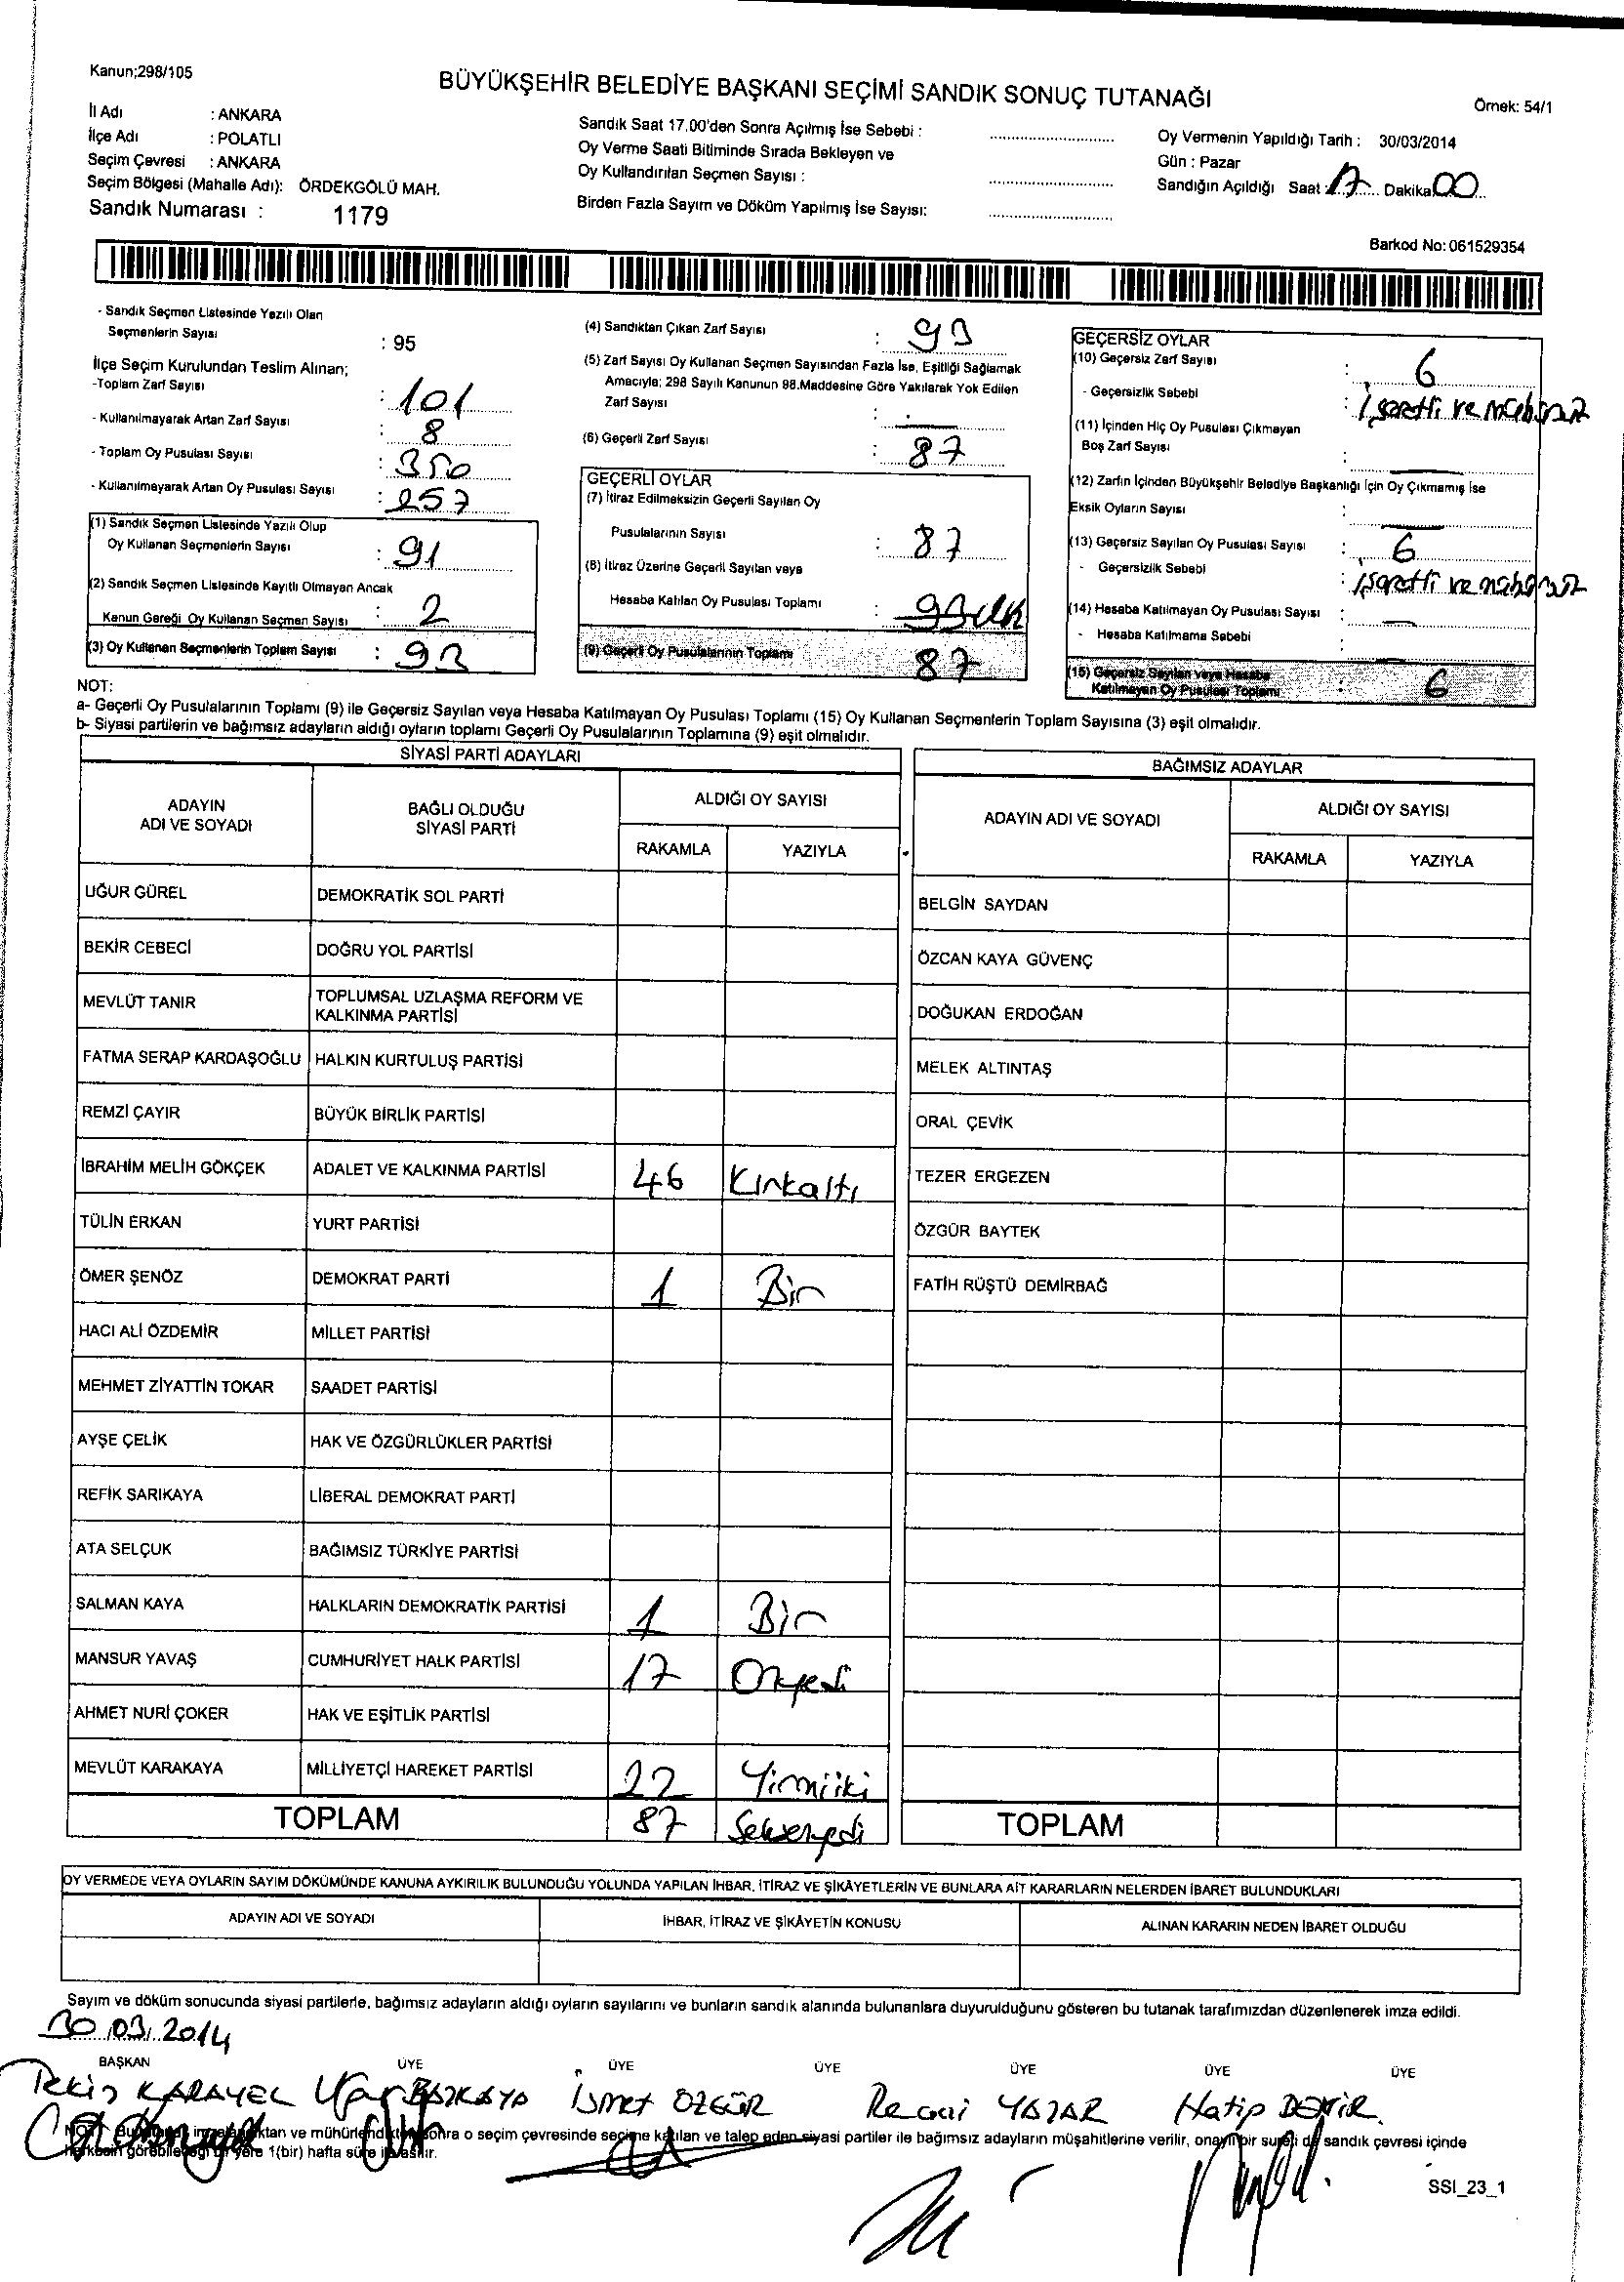 Kanun;298/105
BÜYÜKŞEHİR BELEDİYE BAŞKANI SEÇİMİ SANDIK SONUÇ TUTANAĞI
Örnek: 54/1
İl Adı : ANKARA
İlçe Adı : POLATLI
Seçim Çevresi : ANKARA
Seçim Bölgesi (Mahalle Adı): ÖRDEKGÖLÜ MAH.
Sandık Numarası : 1179
Sandık Saat 17.00'den Sonra Açılmış İse Sebebi :
Oy Verme Saati Bitiminde Sırada Bekleyen ve
Oy Kullandırılan Seçmen Sayısı :
Birden Fazla Sayım ve Döküm Yapılmış İse Sayısı:
Oy Vermenin Yapıldığı Tarih : 30/03/2014
Gün : Pazar
Sandığın Açıldığı Saat : 17 Dakika 00
Barkod No: 061529354
- Sandık Seçmen Listesinde Yazılı Olan
Seçmenlerin Sayısı : 95
İlçe Seçim Kurulundan Teslim Alınan;
-Toplam Zarf Sayısı : 101
- Kullanılmayarak Artan Zarf Sayısı : 8
- Toplam Oy Pusulası Sayısı : 350
- Kullanılmayarak Artan Oy Pusulası Sayısı : 257
(1) Sandık Seçmen Listesinde Yazılı Olup
Oy Kullanan Seçmenlerin Sayısı : 91
(2) Sandık Seçmen Listesinde Kayıtlı Olmayan Ancak
Kanun Gereği Oy Kullanan Seçmen Sayısı : 2
(3) Oy Kullanan Seçmenlerin Toplam Sayısı : 93
(4) Sandıktan Çıkan Zarf Sayısı : 93
(5) Zarf Sayısı Oy Kullanan Seçmen Sayısından Fazla İse, Eşitliği Sağlamak
Amacıyla; 298 Sayılı Kanunun 98.Maddesine Göre Yakılarak Yok Edilen
Zarf Sayısı : —
(6) Geçerli Zarf Sayısı : 87
GEÇERLİ OYLAR
(7) İtiraz Edilmeksizin Geçerli Sayılan Oy
Pusulalarının Sayısı : 87
(8) İtiraz Üzerine Geçerli Sayılan veya
Hesaba Katılan Oy Pusulası Toplamı :
(9) Geçerli Oy Pusulalarının Toplamı 87
GEÇERSİZ OYLAR
(10) Geçersiz Zarf Sayısı : 6
- Geçersizlik Sebebi : işaretli ve mühürsüz
(11) İçinden Hiç Oy Pusulası Çıkmayan
Boş Zarf Sayısı : —
(12) Zarfın İçinden Büyükşehir Belediye Başkanlığı İçin Oy Çıkmamış İse
Eksik Oyların Sayısı : —
(13) Geçersiz Sayılan Oy Pusulası Sayısı : 6
- Geçersizlik Sebebi : işaretli ve mühürsüz
(14) Hesaba Katılmayan Oy Pusulası Sayısı : —
- Hesaba Katılmama Sebebi :
(15) Geçersiz Sayılan veya Hesaba
Katılmayan Oy Pusulası Toplamı : 6
NOT:
a- Geçerli Oy Pusulalarının Toplamı (9) ile Geçersiz Sayılan veya Hesaba Katılmayan Oy Pusulası Toplamı (15) Oy Kullanan Seçmenlerin Toplam Sayısına (3) eşit olmalıdır.
b- Siyasi partilerin ve bağımsız adayların aldığı oyların toplamı Geçerli Oy Pusulalarının Toplamına (9) eşit olmalıdır.
SİYASİ PARTİ ADAYLARI
ADAYIN ADI VE SOYADI
BAĞLI OLDUĞU SİYASİ PARTİ
ALDIĞI OY SAYISI
RAKAMLA YAZIYLA
UĞUR GÜREL DEMOKRATİK SOL PARTİ
BEKİR CEBECİ DOĞRU YOL PARTİSİ
MEVLÜT TANIR TOPLUMSAL UZLAŞMA REFORM VE
KALKINMA PARTİSİ
FATMA SERAP KARDAŞOĞLU HALKIN KURTULUŞ PARTİSİ
REMZİ ÇAYIR BÜYÜK BİRLİK PARTİSİ
İBRAHİM MELİH GÖKÇEK ADALET VE KALKINMA PARTİSİ 46 Kırkaltı
TÜLİN ERKAN YURT PARTİSİ
ÖMER ŞENÖZ DEMOKRAT PARTİ 1 Bir
HACI ALİ ÖZDEMİR MİLLET PARTİSİ
MEHMET ZİYATTİN TOKAR SAADET PARTİSİ
AYŞE ÇELİK HAK VE ÖZGÜRLÜKLER PARTİSİ
REFİK SARIKAYA LİBERAL DEMOKRAT PARTİ
ATA SELÇUK BAĞIMSIZ TÜRKİYE PARTİSİ
SALMAN KAYA HALKLARIN DEMOKRATİK PARTİSİ 1 Bir
MANSUR YAVAŞ CUMHURİYET HALK PARTİSİ 17 Onyedi
AHMET NURİ ÇOKER HAK VE EŞİTLİK PARTİSİ
MEVLÜT KARAKAYA MİLLİYETÇİ HAREKET PARTİSİ 22 Yirmiiki
TOPLAM 87 Seksenyedi
BAĞIMSIZ ADAYLAR
ADAYIN ADI VE SOYADI
ALDIĞI OY SAYISI
RAKAMLA YAZIYLA
BELGİN SAYDAN
ÖZCAN KAYA GÜVENÇ
DOĞUKAN ERDOĞAN
MELEK ALTINTAŞ
ORAL ÇEVİK
TEZER ERGEZEN
ÖZGÜR BAYTEK
FATİH RÜŞTÜ DEMİRBAĞ
TOPLAM
OY VERMEDE VEYA OYLARIN SAYIM DÖKÜMÜNDE KANUNA AYKIRILIK BULUNDUĞU YOLUNDA YAPILAN İHBAR, İTİRAZ VE ŞİKÂYETLERİN VE BUNLARA AİT KARARLARIN NELERDEN İBARET BULUNDUKLARI
ADAYIN ADI VE SOYADI İHBAR, İTİRAZ VE ŞİKÂYETİN KONUSU ALINAN KARARIN NEDEN İBARET OLDUĞU
Sayım ve döküm sonucunda siyasi partilerle, bağımsız adayların aldığı oyların sayılarını ve bunların sandık alanında bulunanlara duyurulduğunu gösteren bu tutanak tarafımızdan düzenlenerek imza edildi.
30.03.2014
BAŞKAN ÜYE ÜYE ÜYE ÜYE ÜYE ÜYE
Tekin KARAYEL Uğur İsmet ÖZGÜR Recai YAZAR Hatip DEMİR
sonra o seçim çevresinde seçime katılan ve talep eden siyasi partiler ile bağımsız adayların müşahitlerine verilir, onaylı bir sureti de sandık çevresi içinde
yere 1(bir) hafta süre ile asılır.
SSI_23_1